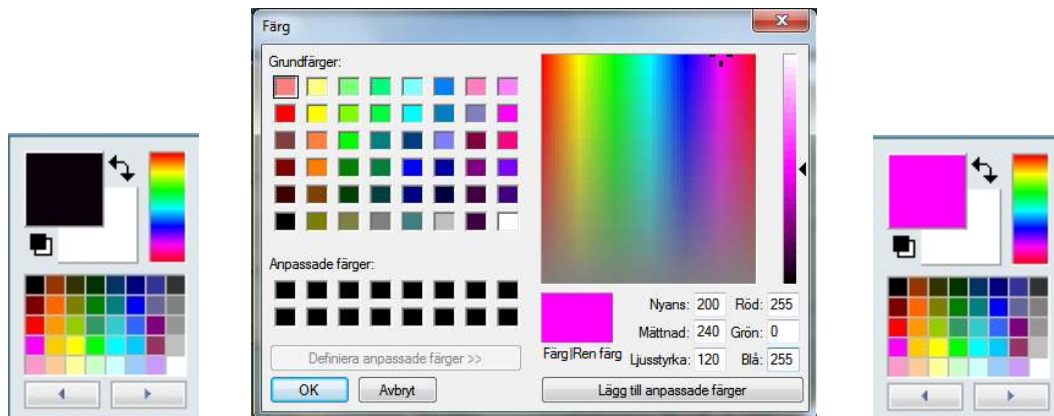 Färg
Grundfärger:
Anpassade färger:
Definiera anpassade färger >>
OK Avbryt
Färg|Ren färg
Nyans: 200 Röd: 255
Mättnad: 240 Grön: 0
Ljusstyrka: 120 Blå: 255
Lägg till anpassade färger